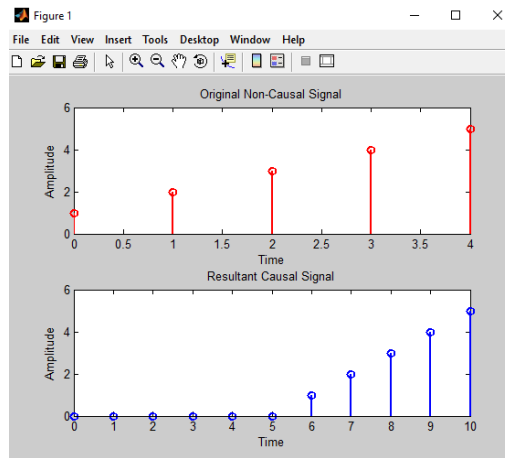 Figure 1
File Edit View Insert Tools Desktop Window Help
Original Non-Causal Signal
6
4
2
0
Amplitude
0 0.5 1 1.5 2 2.5 3 3.5 4
Time
Resultant Causal Signal
6
4
2
0
Amplitude
0 1 2 3 4 5 6 7 8 9 10
Time